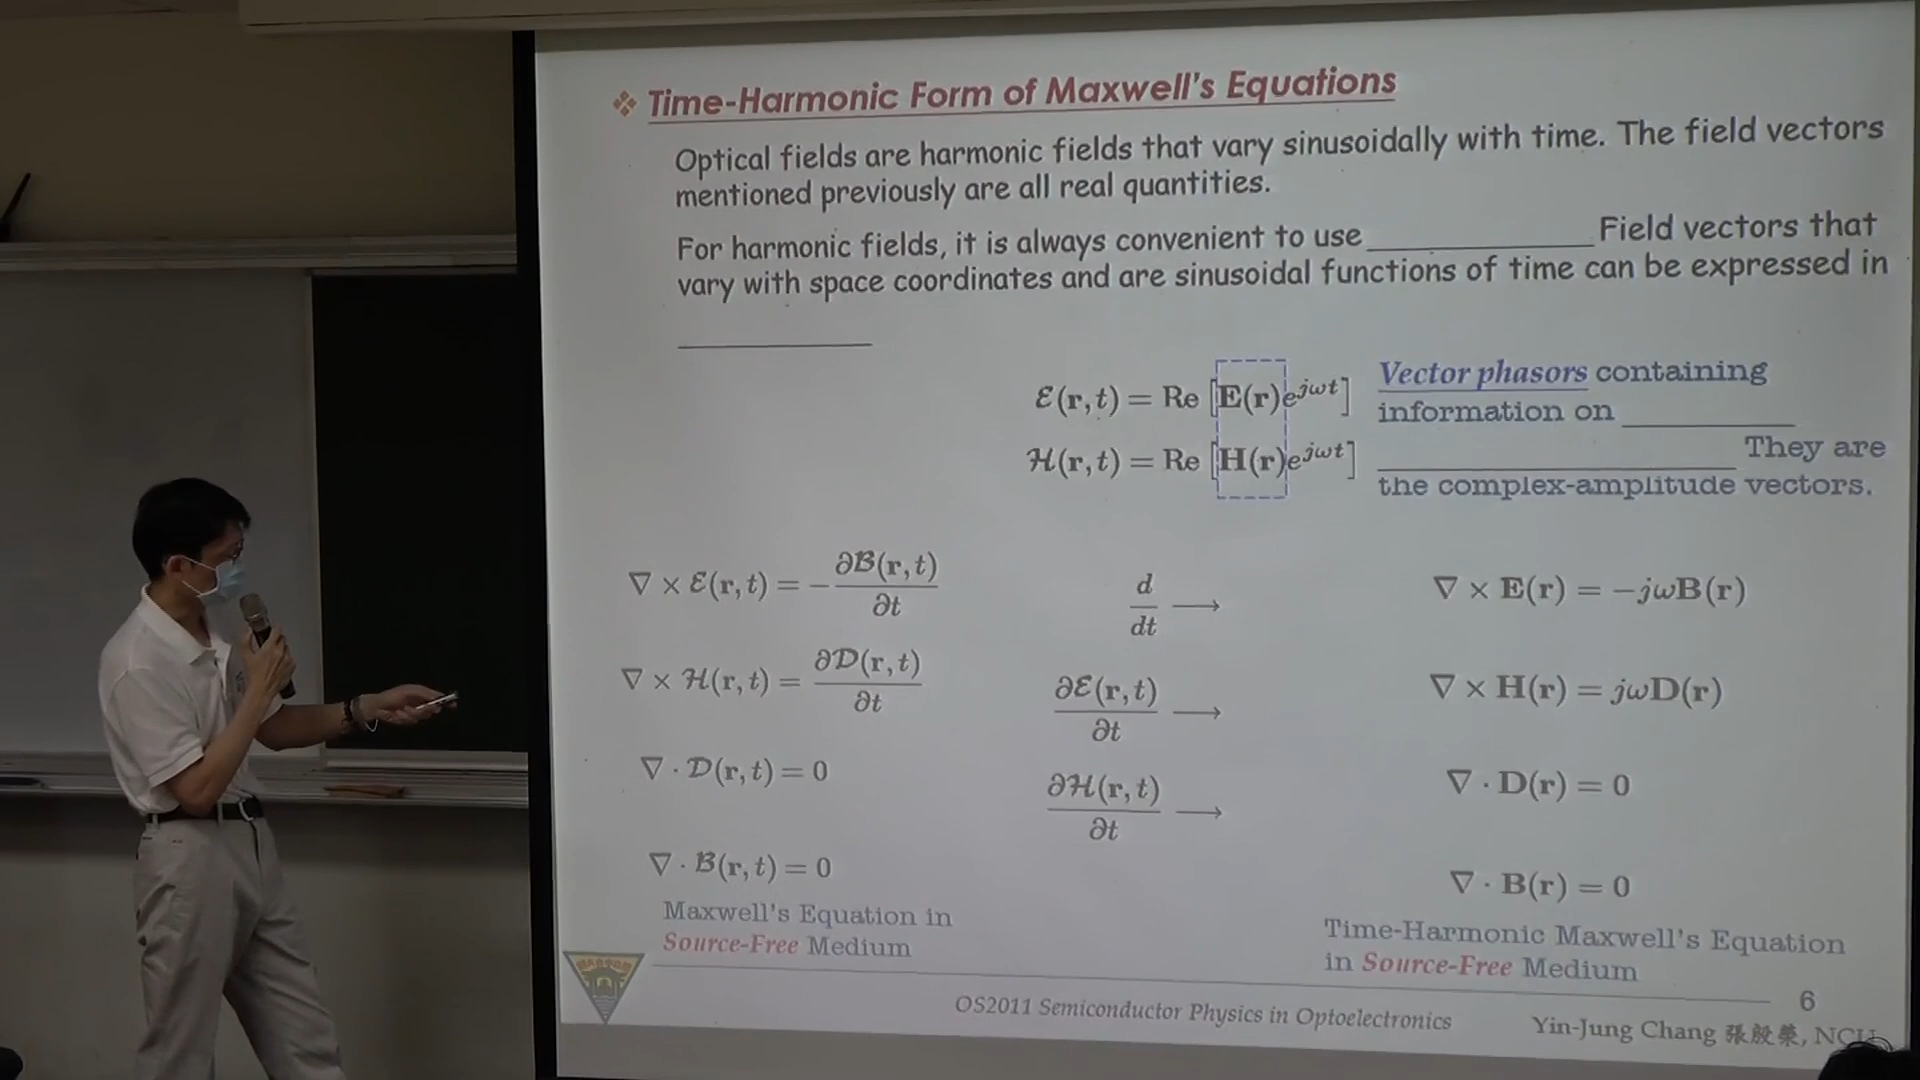 ❖ Time-Harmonic Form of Maxwell's Equations
Optical fields are harmonic fields that vary sinusoidally with time. The field vectors
mentioned previously are all real quantities.
For harmonic fields, it is always convenient to use ____________ Field vectors that
vary with space coordinates and are sinusoidal functions of time can be expressed in
____________
ℰ(r,t) = Re [E(r)e^{jωt}]
ℋ(r,t) = Re [H(r)e^{jωt}]
Vector phasors containing
information on ____________
____________ They are
the complex-amplitude vectors.
∇ × ℰ(r,t) = −∂ℬ(r,t)/∂t
∇ × ℋ(r,t) = ∂𝒟(r,t)/∂t
∇ · 𝒟(r,t) = 0
∇ · ℬ(r,t) = 0
Maxwell's Equation in
Source-Free Medium
d/dt ⟶
∂ℰ(r,t)/∂t ⟶
∂ℋ(r,t)/∂t ⟶
∇ × E(r) = −jωB(r)
∇ × H(r) = jωD(r)
∇ · D(r) = 0
∇ · B(r) = 0
Time-Harmonic Maxwell's Equation
in Source-Free Medium
6
OS2011 Semiconductor Physics in Optoelectronics
Yin-Jung Chang 張殷榮, NCU